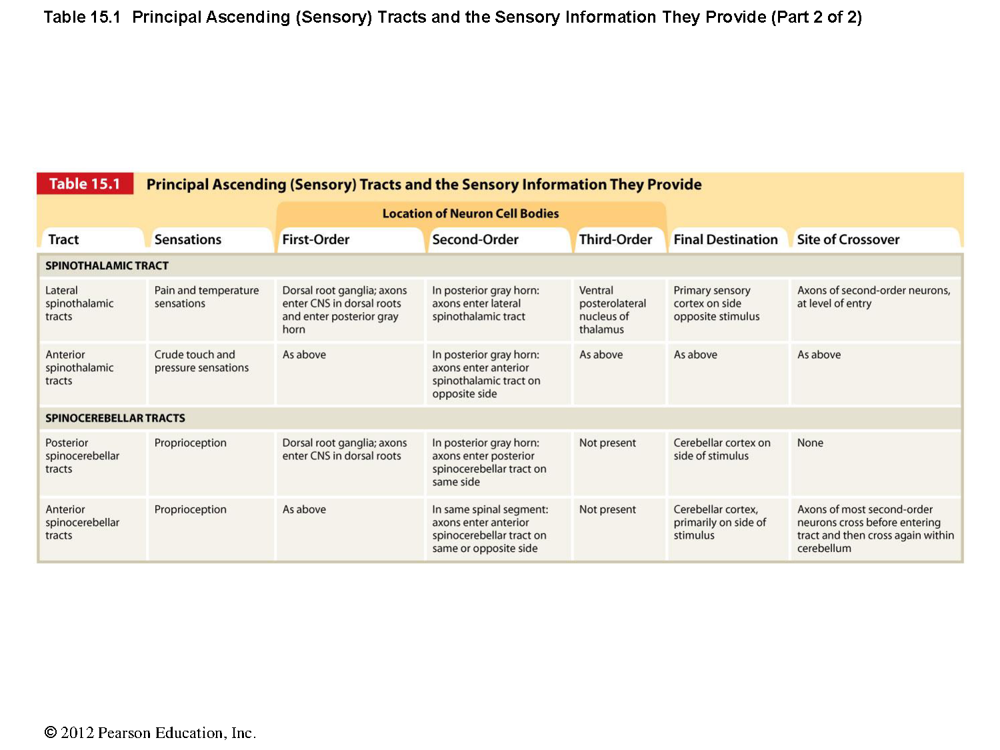 Table 15.1 Principal Ascending (Sensory) Tracts and the Sensory Information They Provide (Part 2 of 2)
Table 15.1 Principal Ascending (Sensory) Tracts and the Sensory Information They Provide
Location of Neuron Cell Bodies
Tract Sensations First-Order Second-Order Third-Order Final Destination Site of Crossover
SPINOTHALAMIC TRACT
Lateral
spinothalamic
tracts
Pain and temperature
sensations
Dorsal root ganglia; axons
enter CNS in dorsal roots
and enter posterior gray
horn
In posterior gray horn:
axons enter lateral
spinothalamic tract
Ventral
posterolateral
nucleus of
thalamus
Primary sensory
cortex on side
opposite stimulus
Axons of second-order neurons,
at level of entry
Anterior
spinothalamic
tracts
Crude touch and
pressure sensations
As above
In posterior gray horn:
axons enter anterior
spinothalamic tract on
opposite side
As above
As above
As above
SPINOCEREBELLAR TRACTS
Posterior
spinocerebellar
tracts
Proprioception
Dorsal root ganglia; axons
enter CNS in dorsal roots
In posterior gray horn:
axons enter posterior
spinocerebellar tract on
same side
Not present
Cerebellar cortex on
side of stimulus
None
Anterior
spinocerebellar
tracts
Proprioception
As above
In same spinal segment:
axons enter anterior
spinocerebellar tract on
same or opposite side
Not present
Cerebellar cortex,
primarily on side of
stimulus
Axons of most second-order
neurons cross before entering
tract and then cross again within
cerebellum
© 2012 Pearson Education, Inc.